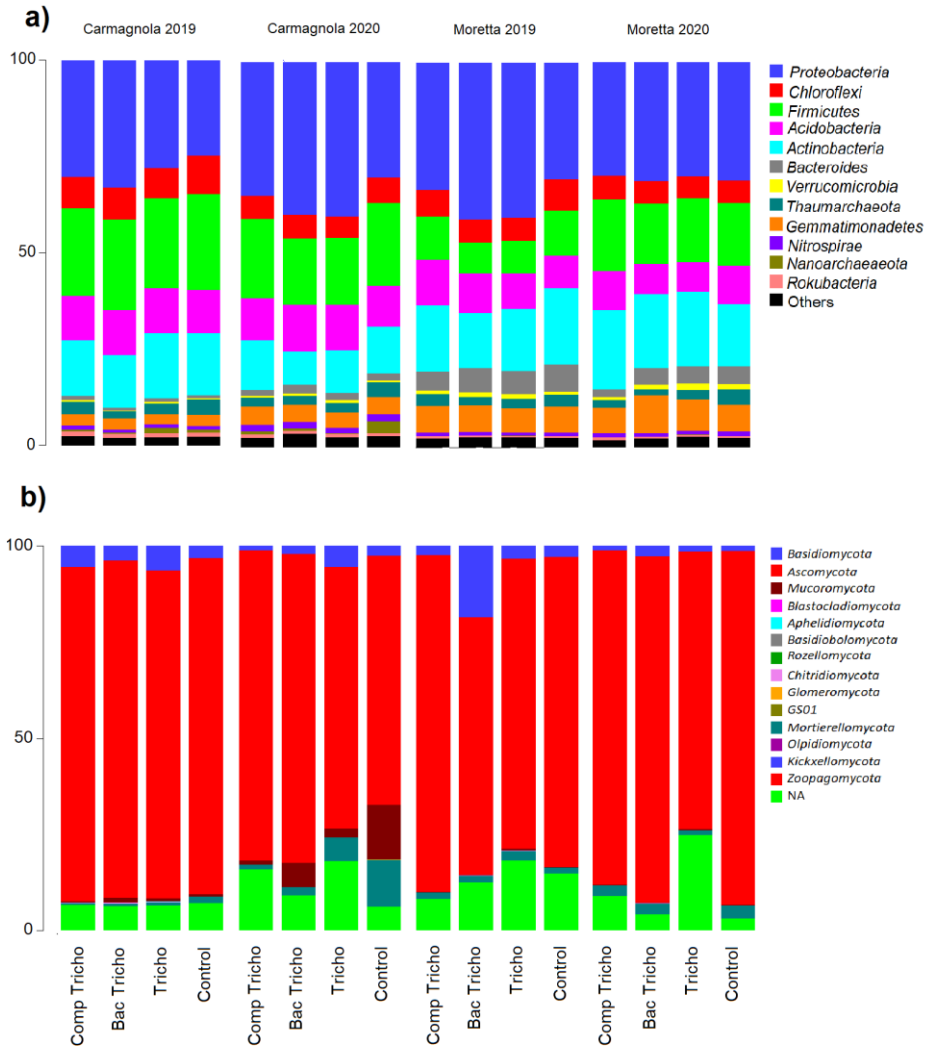 a)
Carmagnola 2019 Carmagnola 2020 Moretta 2019 Moretta 2020
100
50
0
Proteobacteria
Chloroflexi
Firmicutes
Acidobacteria
Actinobacteria
Bacteroides
Verrucomicrobia
Thaumarchaeota
Gemmatimonadetes
Nitrospirae
Nanoarchaeaeota
Rokubacteria
Others
b)
100
50
0
Basidiomycota
Ascomycota
Mucoromycota
Blastocladiomycota
Aphelidiomycota
Basidiobolomycota
Rozellomycota
Chitridiomycota
Glomeromycota
GS01
Mortierellomycota
Olpidiomycota
Kickxellomycota
Zoopagomycota
NA
Comp Tricho
Bac Tricho
Tricho
Control
Comp Tricho
Bac Tricho
Tricho
Control
Comp Tricho
Bac Tricho
Tricho
Control
Comp Tricho
Bac Tricho
Tricho
Control